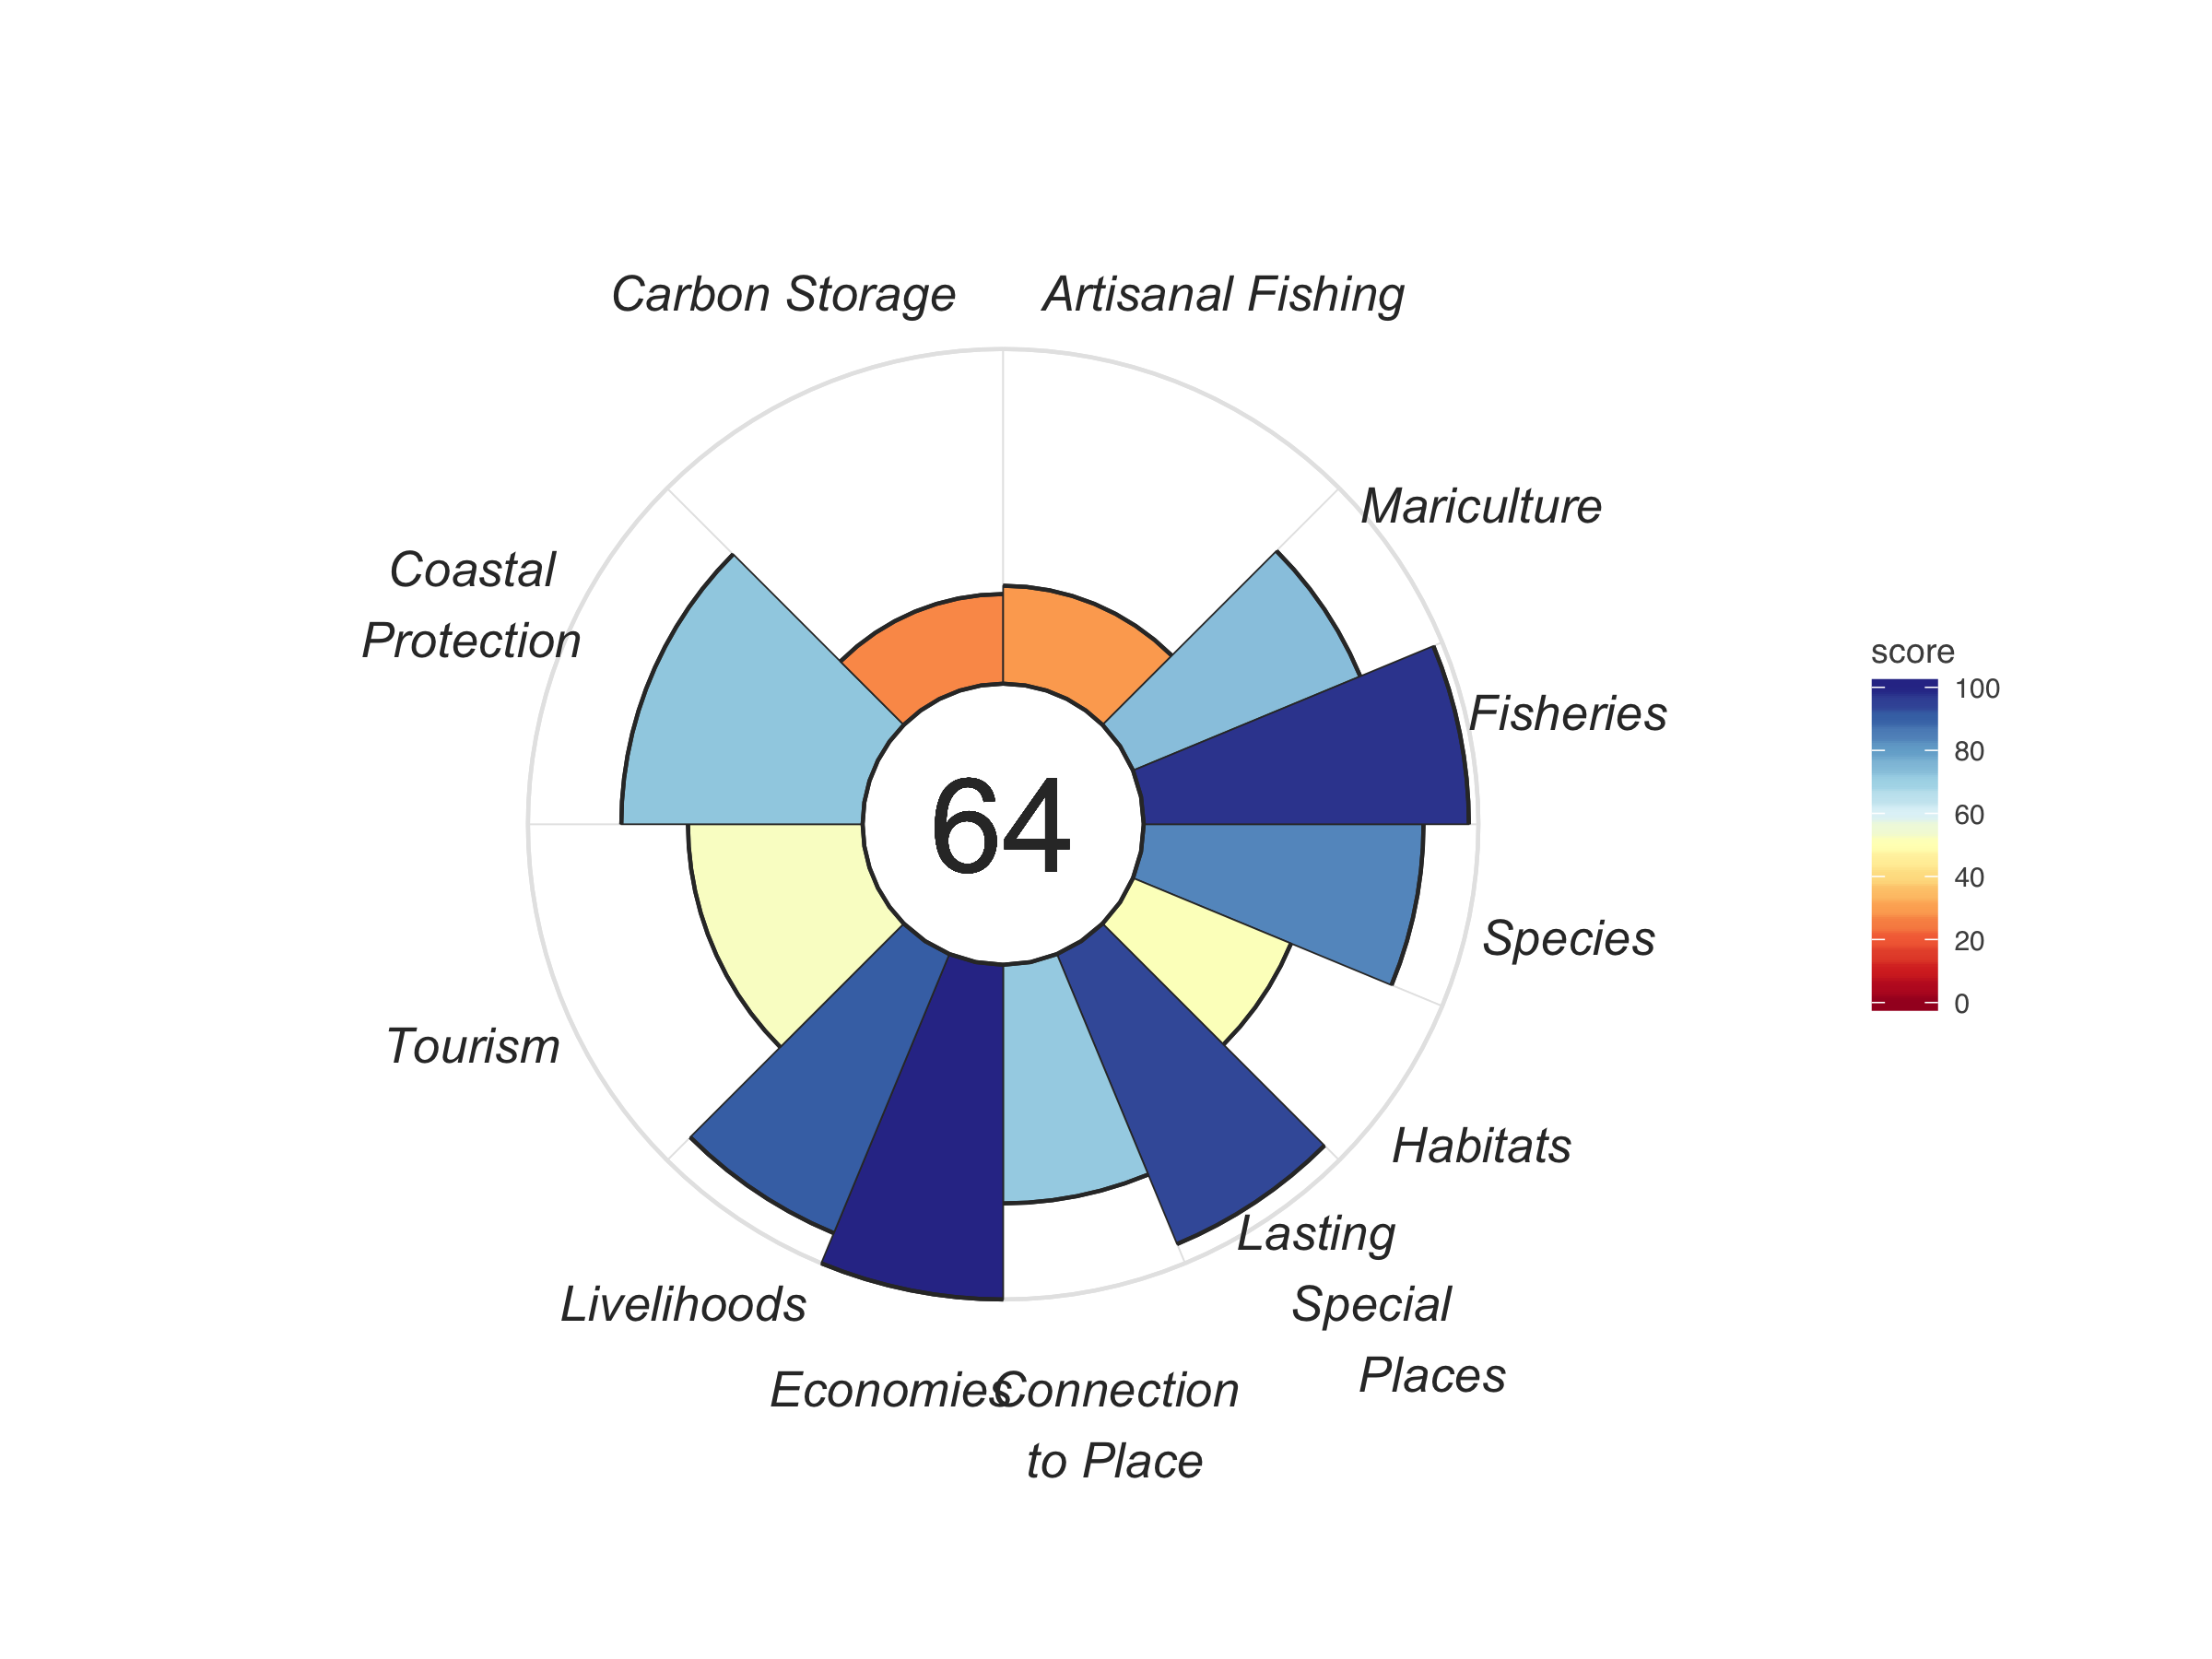 Carbon Storage
Artisanal Fishing
Mariculture
Coastal
Protection
Fisheries
score
100
80
60
40
20
0
64
Species
Tourism
Habitats
Lasting
Special
Places
Livelihoods
Economies
Connection
to Place